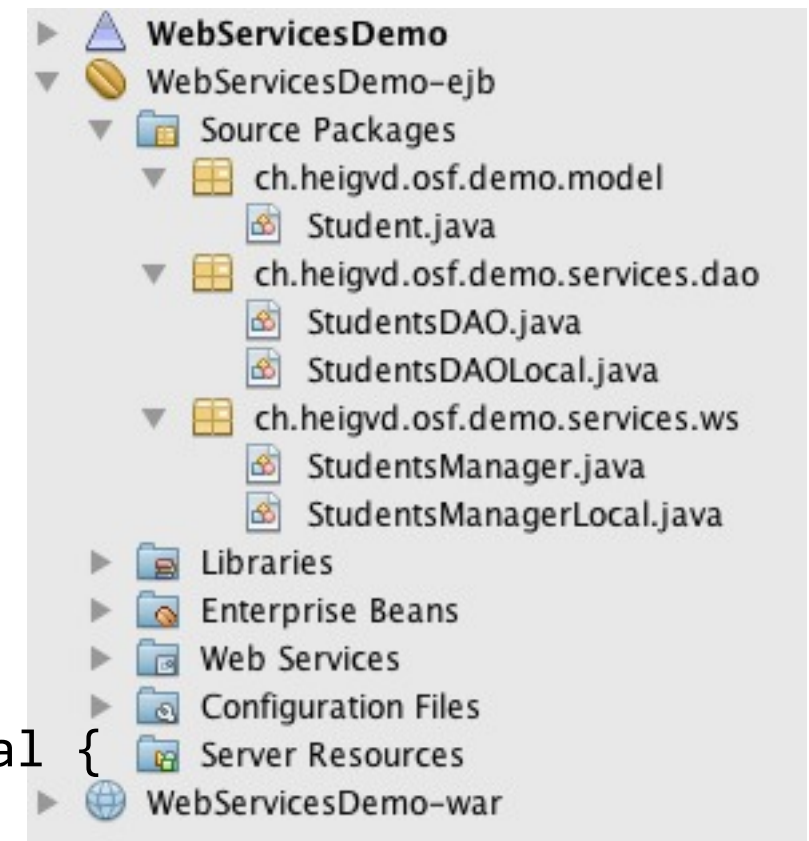 WebServicesDemo
WebServicesDemo-ejb
Source Packages
ch.heigvd.osf.demo.model
Student.java
ch.heigvd.osf.demo.services.dao
StudentsDAO.java
StudentsDAOLocal.java
ch.heigvd.osf.demo.services.ws
StudentsManager.java
StudentsManagerLocal.java
Libraries
Enterprise Beans
Web Services
Configuration Files
al { Server Resources
WebServicesDemo-war